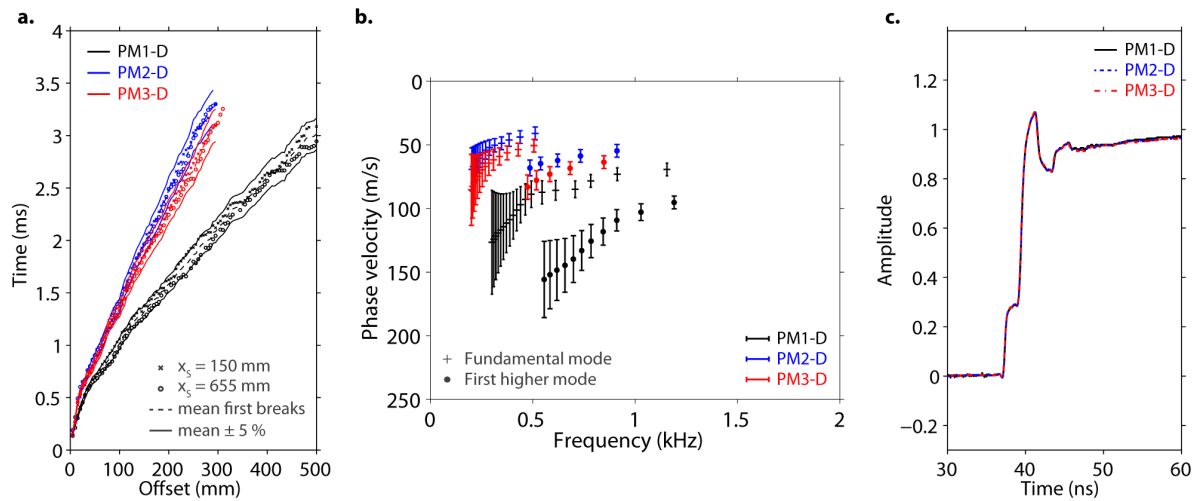 a.
PM1-D
PM2-D
PM3-D
4
3.5
3
2.5
2
1.5
1
0.5
0
Time (ms)
x_S = 150 mm
x_S = 655 mm
mean first breaks
mean ± 5 %
0 100 200 300 400 500
Offset (mm)
b.
0
50
100
150
200
250
Phase velocity (m/s)
Fundamental mode
First higher mode
PM1-D
PM2-D
PM3-D
0 0.5 1 1.5 2
Frequency (kHz)
c.
PM1-D
PM2-D
PM3-D
1.2
1
0.8
0.6
0.4
0.2
0
−0.2
Amplitude
30 40 50 60
Time (ns)